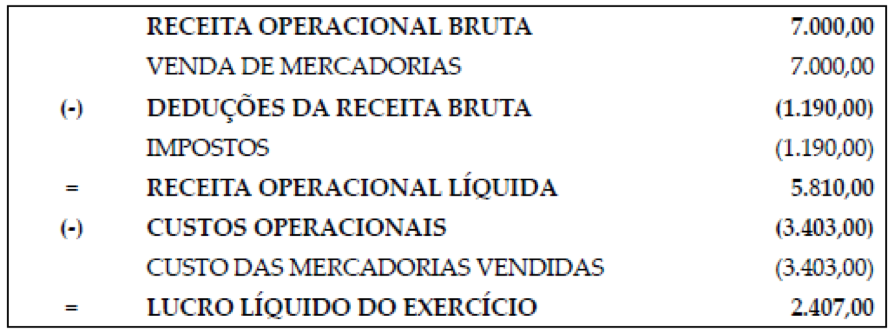 RECEITA OPERACIONAL BRUTA 7.000,00
VENDA DE MERCADORIAS 7.000,00
(-) DEDUÇÕES DA RECEITA BRUTA (1.190,00)
IMPOSTOS (1.190,00)
= RECEITA OPERACIONAL LÍQUIDA 5.810,00
(-) CUSTOS OPERACIONAIS (3.403,00)
CUSTO DAS MERCADORIAS VENDIDAS (3.403,00)
= LUCRO LÍQUIDO DO EXERCÍCIO 2.407,00